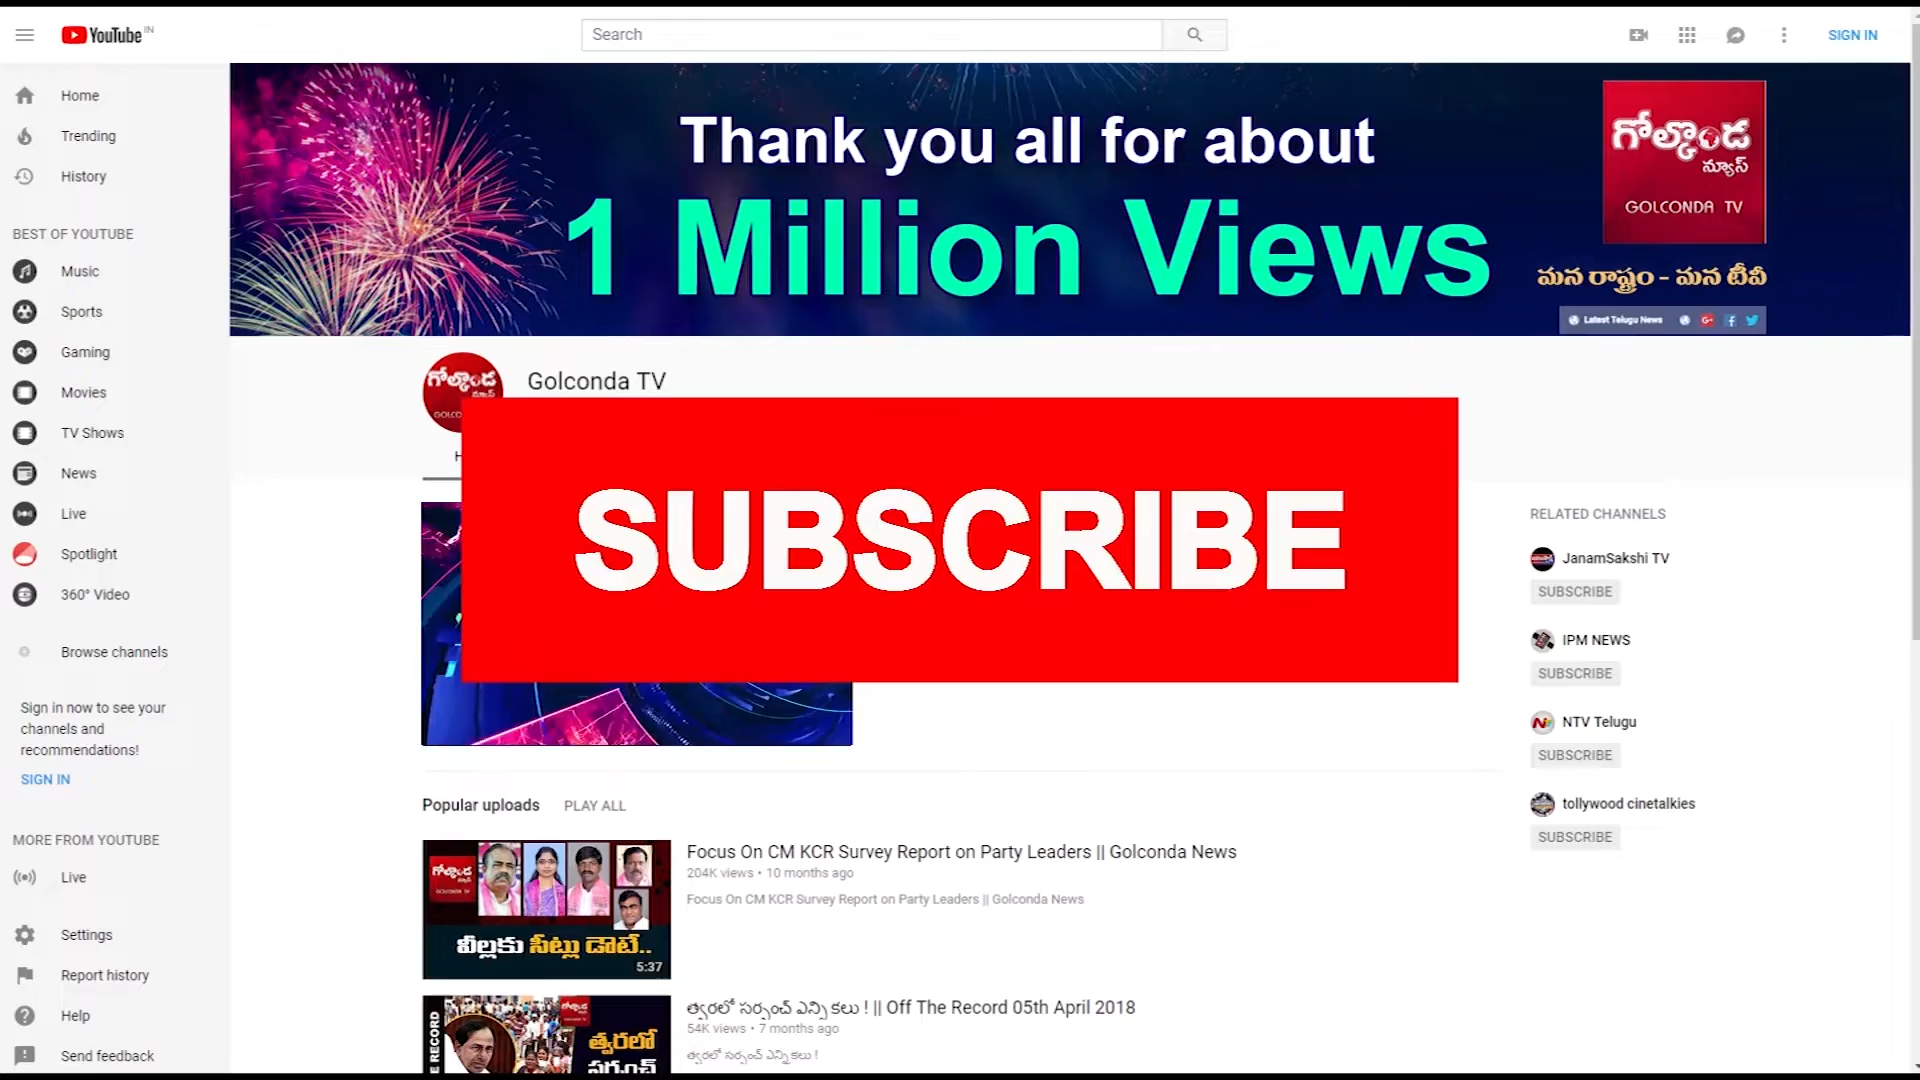 YouTube IN
Search
SIGN IN
Home
Trending
History
BEST OF YOUTUBE
Music
Sports
Gaming
Movies
TV Shows
News
Live
Spotlight
360° Video
Browse channels
Sign in now to see your
channels and
recommendations!
SIGN IN
MORE FROM YOUTUBE
Live
Settings
Report history
Help
Send feedback
Thank you all for about
1 Million Views
గోల్కొండ
న్యూస్
GOLCONDA TV
మన రాష్ట్రం - మన టీవీ
Latest Telugu News
గోల్కొండ
Golconda TV
SUBSCRIBE
Popular uploads PLAY ALL
గోల్కొండ
GOLCONDA TV
వీల్లకు సీట్లు డౌటే..
5:37
Focus On CM KCR Survey Report on Party Leaders || Golconda News
204K views • 10 months ago
Focus On CM KCR Survey Report on Party Leaders || Golconda News
RECORD
త్వరలో
సర్పంచ్
త్వరలో సర్పంచ్ ఎన్నికలు ! || Off The Record 05th April 2018
54K views • 7 months ago
త్వరలో సర్పంచ్ ఎన్నికలు !
RELATED CHANNELS
JanamSakshi TV
SUBSCRIBE
IPM NEWS
SUBSCRIBE
NTV Telugu
SUBSCRIBE
tollywood cinetalkies
SUBSCRIBE